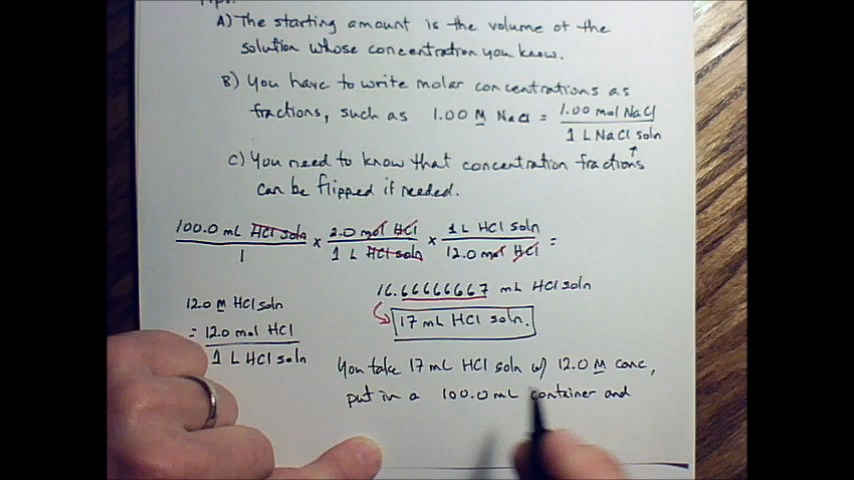 Tips:
A) The starting amount is the volume of the
solution whose concentration you know.
B) You have to write molar concentrations as
fractions, such as 1.00 M NaCl = 1.00 mol NaCl / 1 L NaCl soln
C) You need to know that concentration fractions
can be flipped if needed.
100.0 mL HCl soln / 1 × 2.0 mol HCl / 1 L HCl soln × 1 L HCl soln / 12.0 mol HCl =
16.66666667 mL HCl soln
17 mL HCl soln.
12.0 M HCl soln
= 12.0 mol HCl / 1 L HCl soln
You take 17 mL HCl soln w/ 12.0 M conc,
put in a 100.0 mL container and